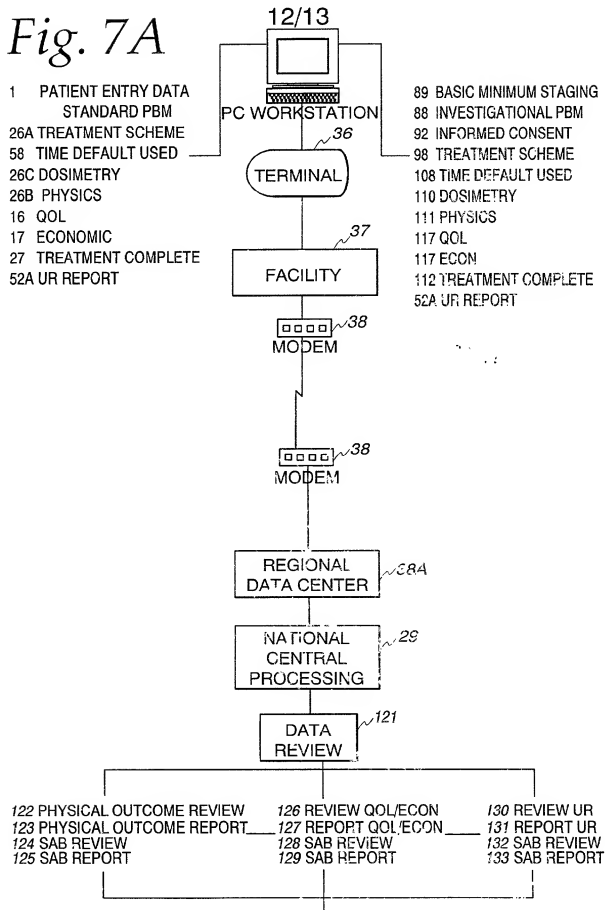 Fig. 7A
12/13
1 PATIENT ENTRY DATA
STANDARD PBM
26A TREATMENT SCHEME
58 TIME DEFAULT USED
26C DOSIMETRY
26B PHYSICS
16 QOL
17 ECONOMIC
27 TREATMENT COMPLETE
52A UR REPORT
PC WORKSTATION
36
TERMINAL
37
FACILITY
38
MODEM
38
MODEM
89 BASIC MINIMUM STAGING
88 INVESTIGATIONAL PBM
92 INFORMED CONSENT
98 TREATMENT SCHEME
108 TIME DEFAULT USED
110 DOSIMETRY
111 PHYSICS
117 QOL
117 ECON
112 TREATMENT COMPLETE
52A UR REPORT
REGIONAL
DATA CENTER
38A
NATIONAL
CENTRAL
PROCESSING
29
DATA
REVIEW
121
122 PHYSICAL OUTCOME REVIEW
123 PHYSICAL OUTCOME REPORT
124 SAB REVIEW
125 SAB REPORT
126 REVIEW QOL/ECON
127 REPORT QOL/ECON
128 SAB REVIEW
129 SAB REPORT
130 REVIEW UR
131 REPORT UR
132 SAB REVIEW
133 SAB REPORT